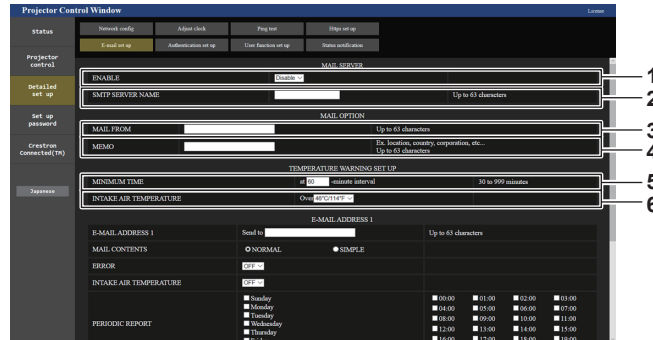 Projector Control Window
License
Status
Network config Adjust clock Ping test Https set up
E-mail set up Authentication set up User function set up Status notification
Projector
control
Detailed
set up
Set up
password
Crestron
Connected(TM)
Japanese
MAIL SERVER
ENABLE Disable 1
SMTP SERVER NAME Up to 63 characters 2
MAIL OPTION
MAIL FROM Up to 63 characters 3
MEMO Ex. location, country, corporation, etc...
Up to 63 characters 4
TEMPERATURE WARNING SET UP
MINIMUM TIME at 60 -minute interval 30 to 999 minutes 5
INTAKE AIR TEMPERATURE Over 46°C/114°F 6
E-MAIL ADDRESS 1
E-MAIL ADDRESS 1 Send to Up to 63 characters
MAIL CONTENTS NORMAL SIMPLE
ERROR OFF
INTAKE AIR TEMPERATURE OFF
PERIODIC REPORT
Sunday
Monday
Tuesday
Wednesday
Thursday
00:00 01:00 02:00 03:00
04:00 05:00 06:00 07:00
08:00 09:00 10:00 11:00
12:00 13:00 14:00 15:00
16:00 17:00 18:00 19:00